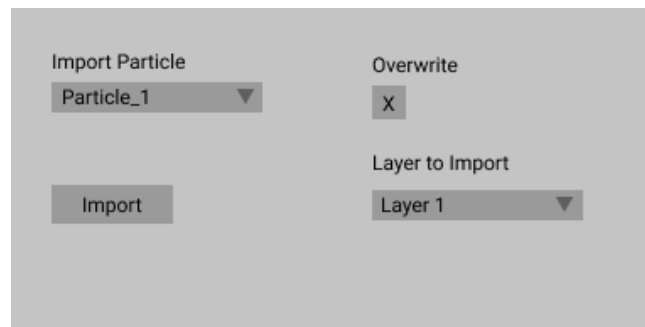 Import Particle
Particle_1
Overwrite
X
Layer to Import
Import
Layer 1